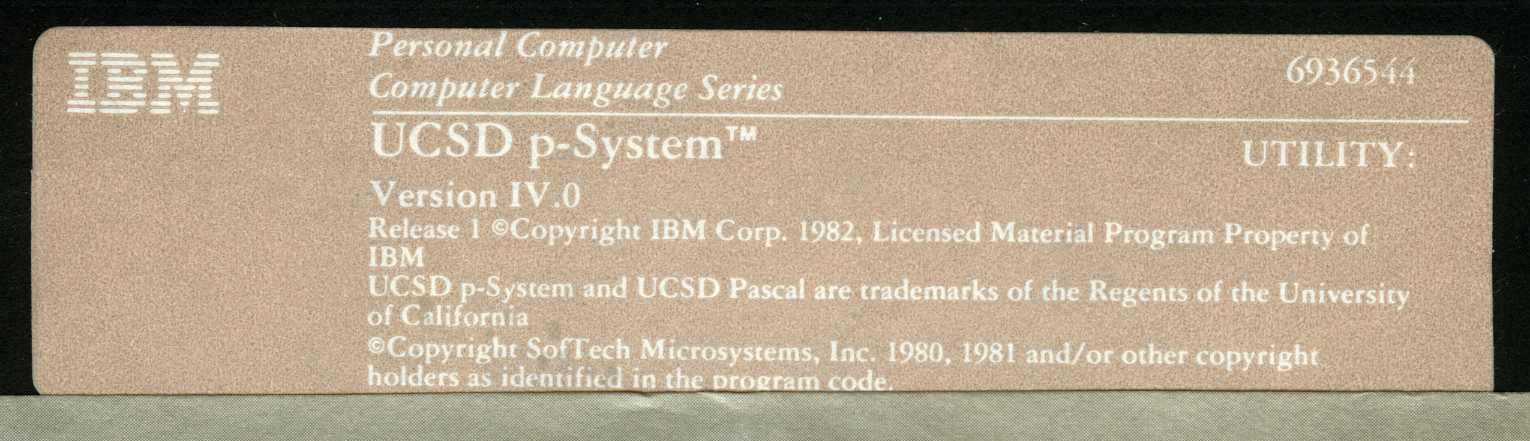 IBM
Personal Computer
Computer Language Series
6936544
UCSD p-System™
UTILITY:
Version IV.0
Release 1 ©Copyright IBM Corp. 1982, Licensed Material Program Property of
IBM
UCSD p-System and UCSD Pascal are trademarks of the Regents of the University
of California
©Copyright SofTech Microsystems, Inc. 1980, 1981 and/or other copyright
holders as identified in the program code.